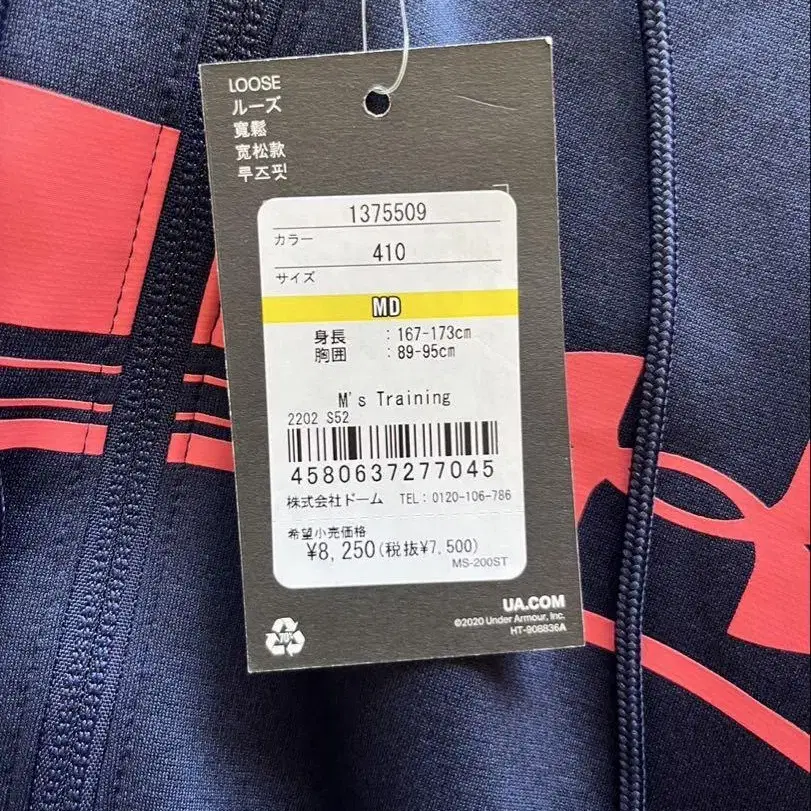 LOOSE
ルーズ
寬鬆
宽松款
루즈핏
1375509
カラー
410
サイズ
MD
身長 : 167-173cm
胸囲 : 89-95cm
M's Training
2202 S52
4580637277045
株式会社ドーム TEL: 0120-106-786
希望小売価格
¥8,250(税抜¥7,500)
MS-200ST
UA.COM
©2020 Under Armour, Inc.
HT-908836A
70%